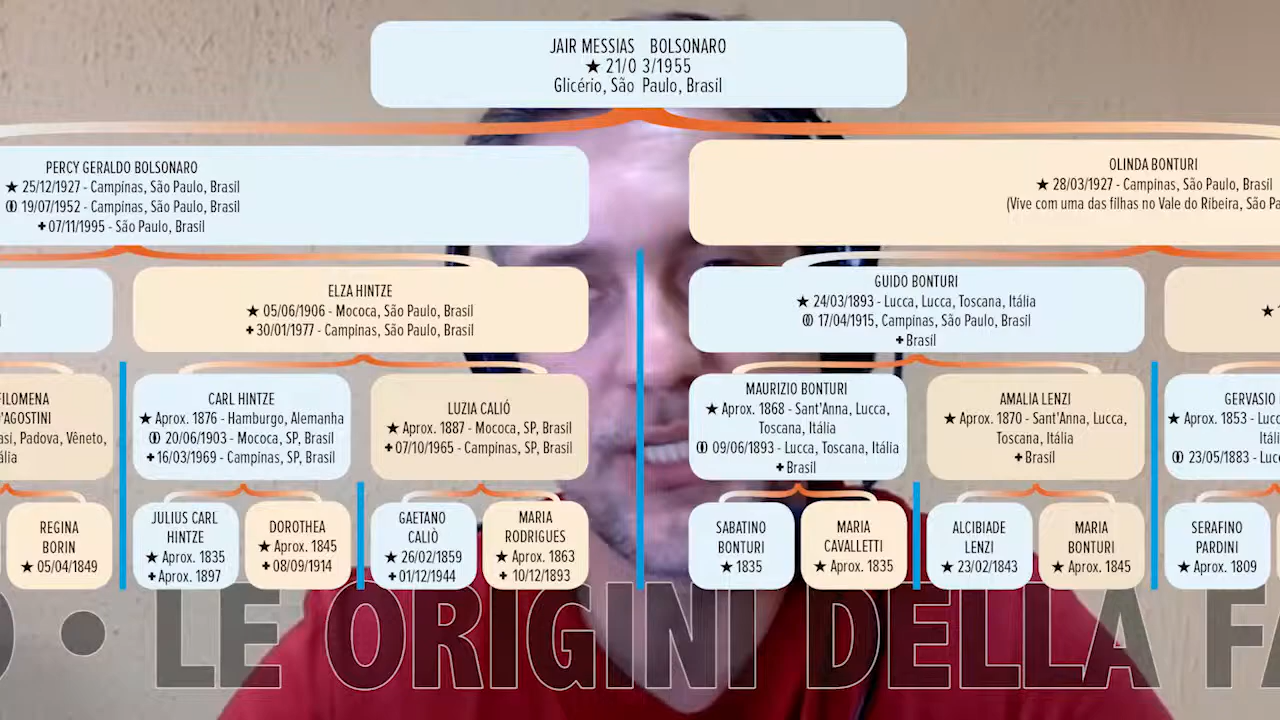 JAIR MESSIAS BOLSONARO
★ 21/0 3/1955
Glicério, São Paulo, Brasil
PERCY GERALDO BOLSONARO
★ 25/12/1927 - Campinas, São Paulo, Brasil
⚭ 19/07/1952 - Campinas, São Paulo, Brasil
✚ 07/11/1995 - São Paulo, Brasil
OLINDA BONTURI
★ 28/03/1927 - Campinas, São Paulo, Brasil
(Vive com uma das filhas no Vale do Ribeira, São Pa
ELZA HINTZE
★ 05/06/1906 - Mococa, São Paulo, Brasil
✚ 30/01/1977 - Campinas, São Paulo, Brasil
GUIDO BONTURI
★ 24/03/1893 - Lucca, Lucca, Toscana, Itália
⚭ 17/04/1915, Campinas, São Paulo, Brasil
✚ Brasil
★
FILOMENA
'AGOSTINI
asi, Padova, Vêneto,
ália
CARL HINTZE
★ Aprox. 1876 - Hamburgo, Alemanha
⚭ 20/06/1903 - Mococa, SP, Brasil
✚ 16/03/1969 - Campinas, SP, Brasil
LUZIA CALIÓ
★ Aprox. 1887 - Mococa, SP, Brasil
✚ 07/10/1965 - Campinas, SP, Brasil
MAURIZIO BONTURI
★ Aprox. 1868 - Sant'Anna, Lucca,
Toscana, Itália
⚭ 09/06/1893 - Lucca, Toscana, Itália
✚ Brasil
AMALIA LENZI
★ Aprox. 1870 - Sant'Anna, Lucca,
Toscana, Itália
✚ Brasil
GERVASIO
★ Aprox. 1853 - Lucc
Itáli
⚭ 23/05/1883 - Luc
REGINA
BORIN
★ 05/04/1849
JULIUS CARL
HINTZE
★ Aprox. 1835
✚ Aprox. 1897
DOROTHEA
★ Aprox. 1845
✚ 08/09/1914
GAETANO
CALIÒ
★ 26/02/1859
✚ 01/12/1944
MARIA
RODRIGUES
★ Aprox. 1863
✚ 10/12/1893
SABATINO
BONTURI
★ 1835
MARIA
CAVALLETTI
★ Aprox. 1835
ALCIBIADE
LENZI
★ 23/02/1843
MARIA
BONTURI
★ Aprox. 1845
SERAFINO
PARDINI
★ Aprox. 1809
O • LE ORIGINI DELLA FA